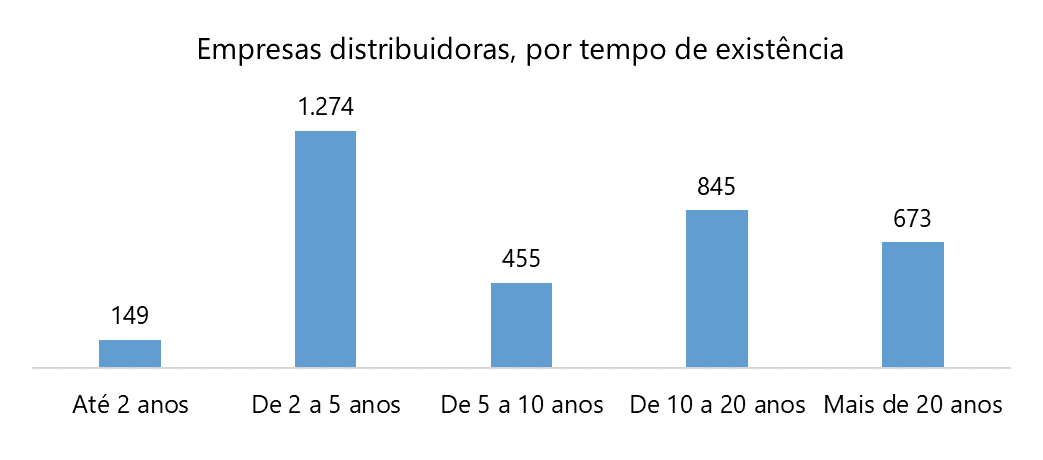 Empresas distribuidoras, por tempo de existência
1.274
845
673
455
149
Até 2 anos
De 2 a 5 anos
De 5 a 10 anos
De 10 a 20 anos
Mais de 20 anos